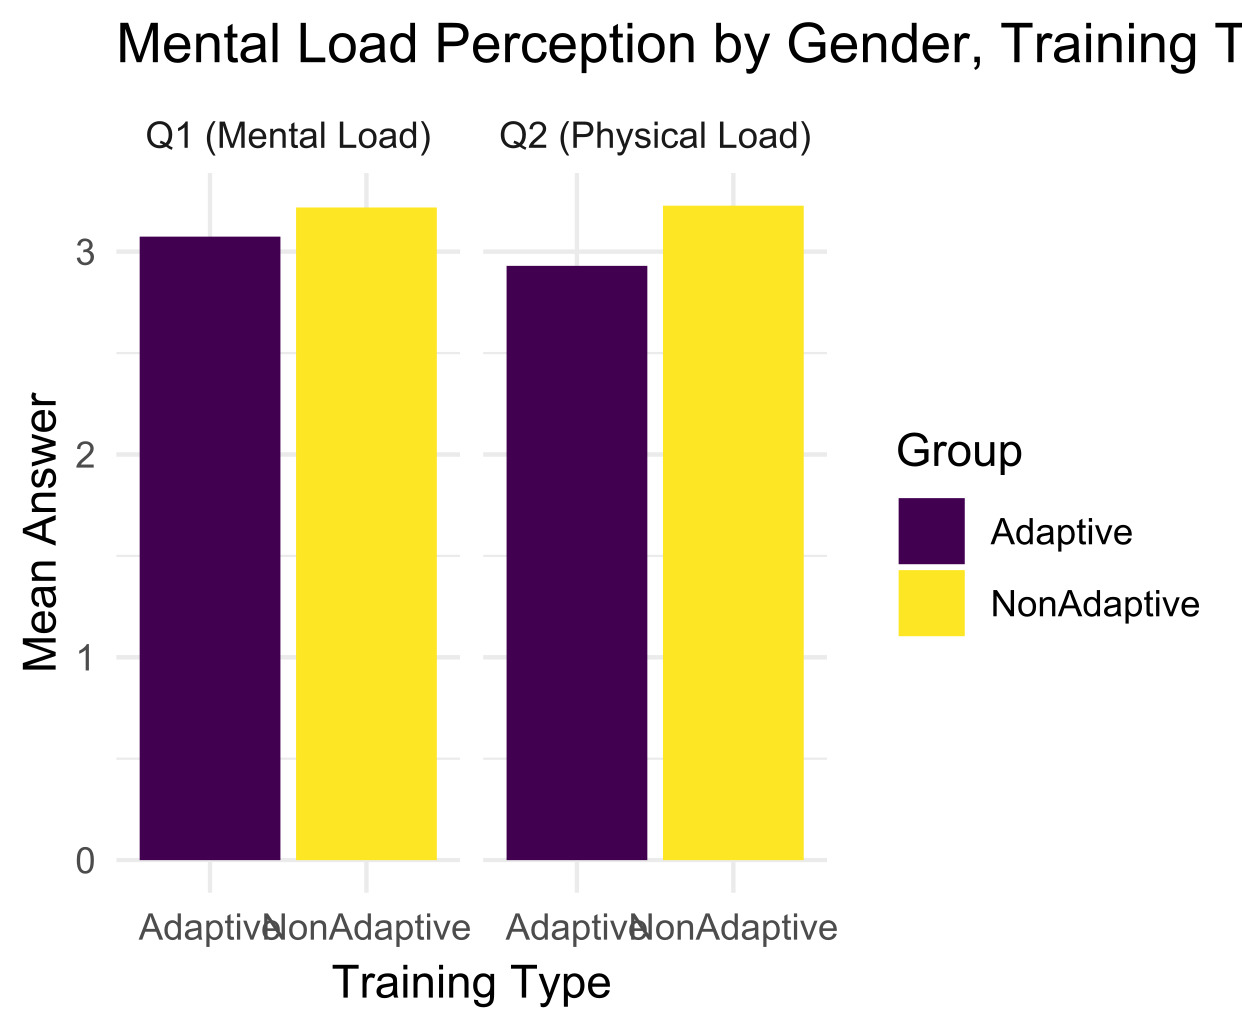 Mental Load Perception by Gender, Training T
Q1 (Mental Load)
Q2 (Physical Load)
Mean Answer
3
2
1
0
Adaptive
NonAdaptive
Adaptive
NonAdaptive
Training Type
Group
Adaptive
NonAdaptive